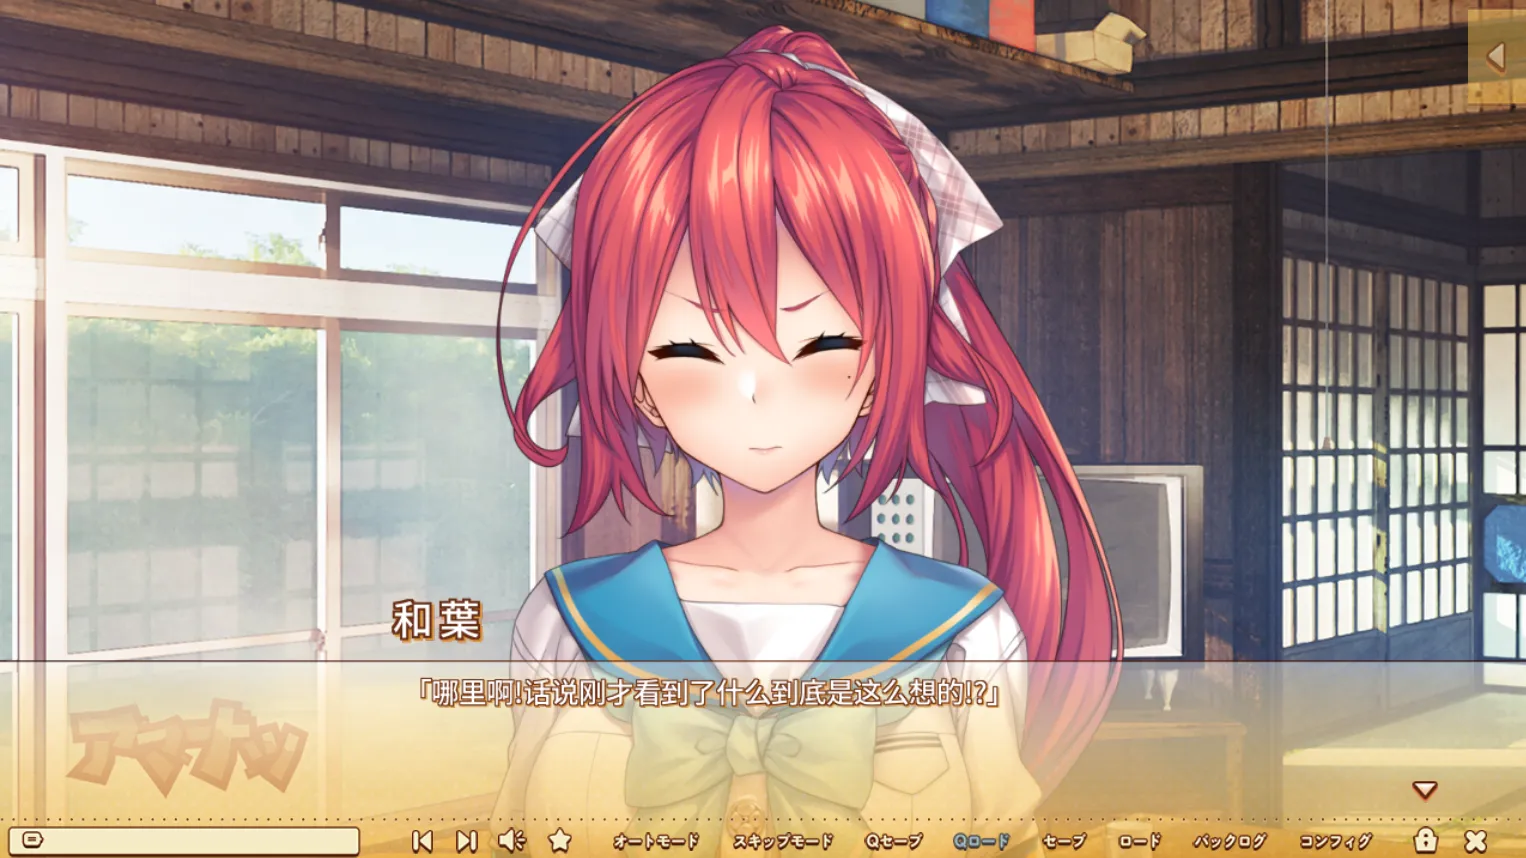 和葉
「哪里啊!话说刚才看到了什么到底是这么想的!?」
アマナッ
オートモード
スキップモード
Qセーブ
Qロード
セーブ
ロード
バックログ
コンフィグ